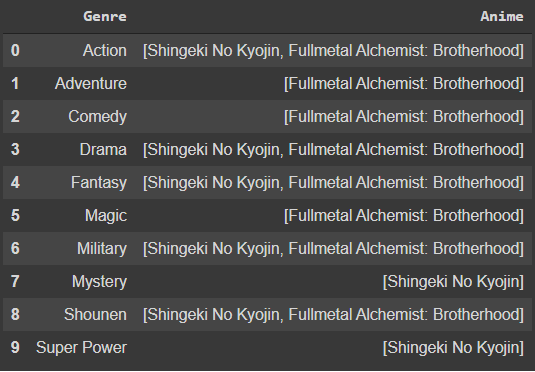 Genre Anime
0 Action [Shingeki No Kyojin, Fullmetal Alchemist: Brotherhood]
1 Adventure [Fullmetal Alchemist: Brotherhood]
2 Comedy [Fullmetal Alchemist: Brotherhood]
3 Drama [Shingeki No Kyojin, Fullmetal Alchemist: Brotherhood]
4 Fantasy [Shingeki No Kyojin, Fullmetal Alchemist: Brotherhood]
5 Magic [Fullmetal Alchemist: Brotherhood]
6 Military [Shingeki No Kyojin, Fullmetal Alchemist: Brotherhood]
7 Mystery [Shingeki No Kyojin]
8 Shounen [Shingeki No Kyojin, Fullmetal Alchemist: Brotherhood]
9 Super Power [Shingeki No Kyojin]